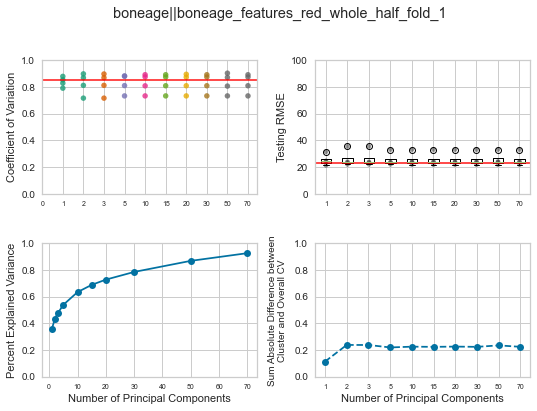 boneage||boneage_features_red_whole_half_fold_1
Coefficient of Variation
1.0
0.8
0.6
0.4
0.2
0.0
0 1 2 3 5 10 15 20 30 50 70
Testing RMSE
100
80
60
40
20
0
1 2 3 5 10 15 20 30 50 70
Percent Explained Variance
1.0
0.8
0.6
0.4
0.2
0.0
0 10 20 30 40 50 60 70
Number of Principal Components
Sum Absolute Difference between
Cluster and Overall CV
1.0
0.8
0.6
0.4
0.2
0.0
1 2 3 5 10 15 20 30 50 70
Number of Principal Components